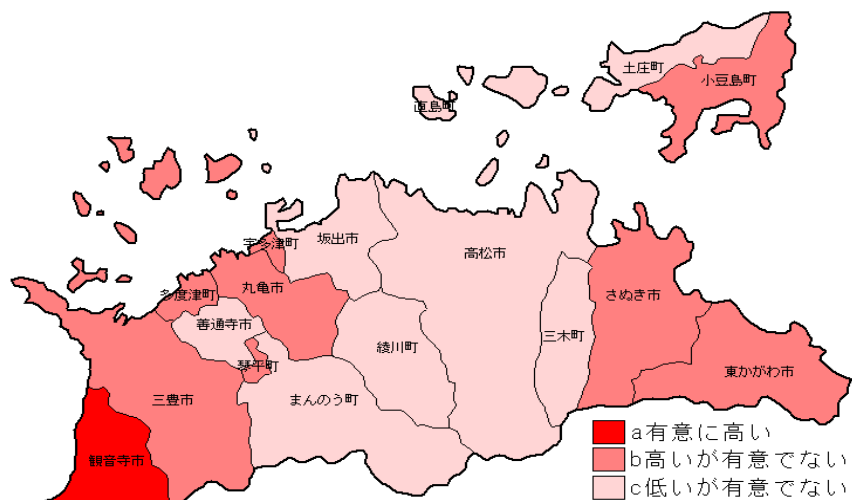 土庄町
小豆島町
直島町
宇多津町
坂出市
高松市
多度津町
丸亀市
さぬき市
善通寺市
三木町
綾川町
琴平町
東かがわ市
三豊市
まんのう町
観音寺市
a有意に高い
b高いが有意でない
c低いが有意でない